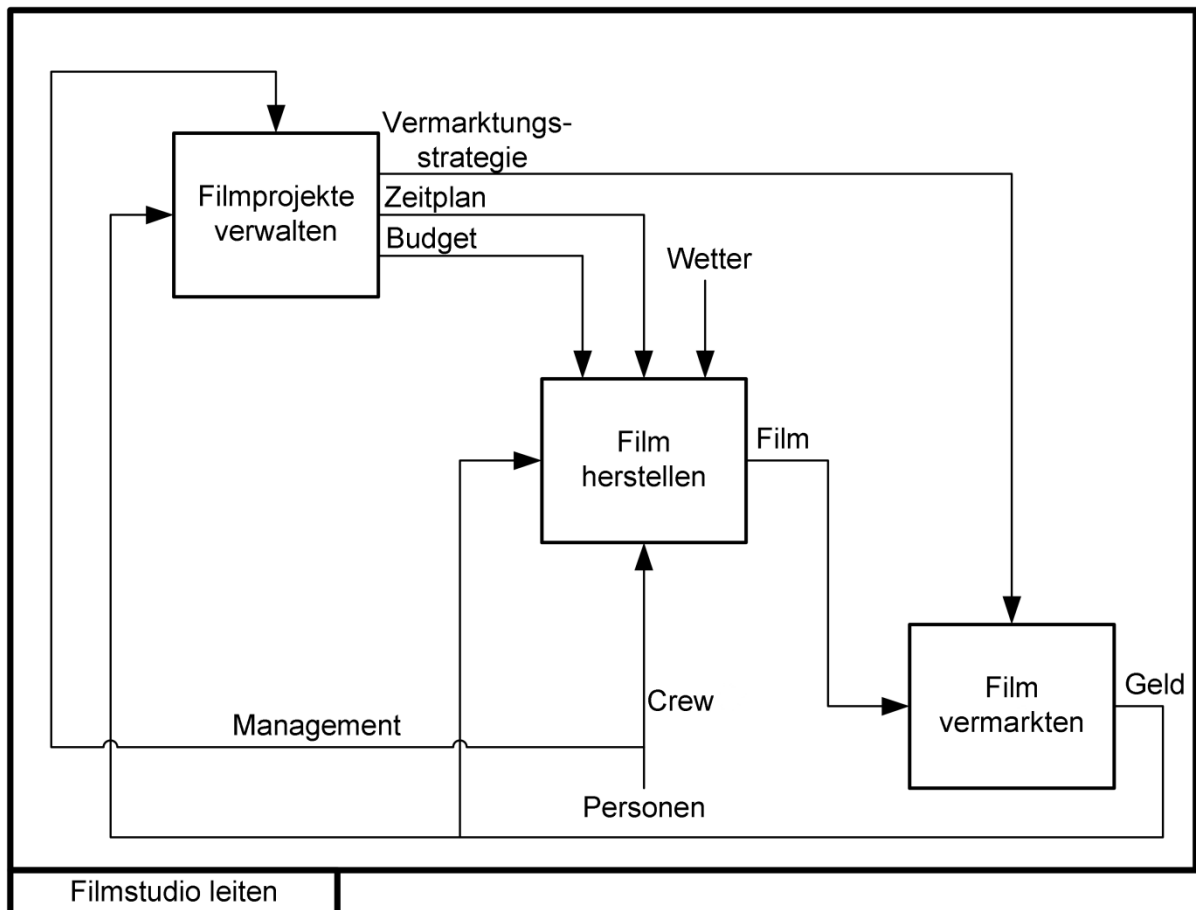 Vermarktungs-
strategie
Filmprojekte
verwalten
Zeitplan
Budget
Wetter
Film
herstellen
Film
Crew
Management
Film
vermarkten
Geld
Personen
Filmstudio leiten